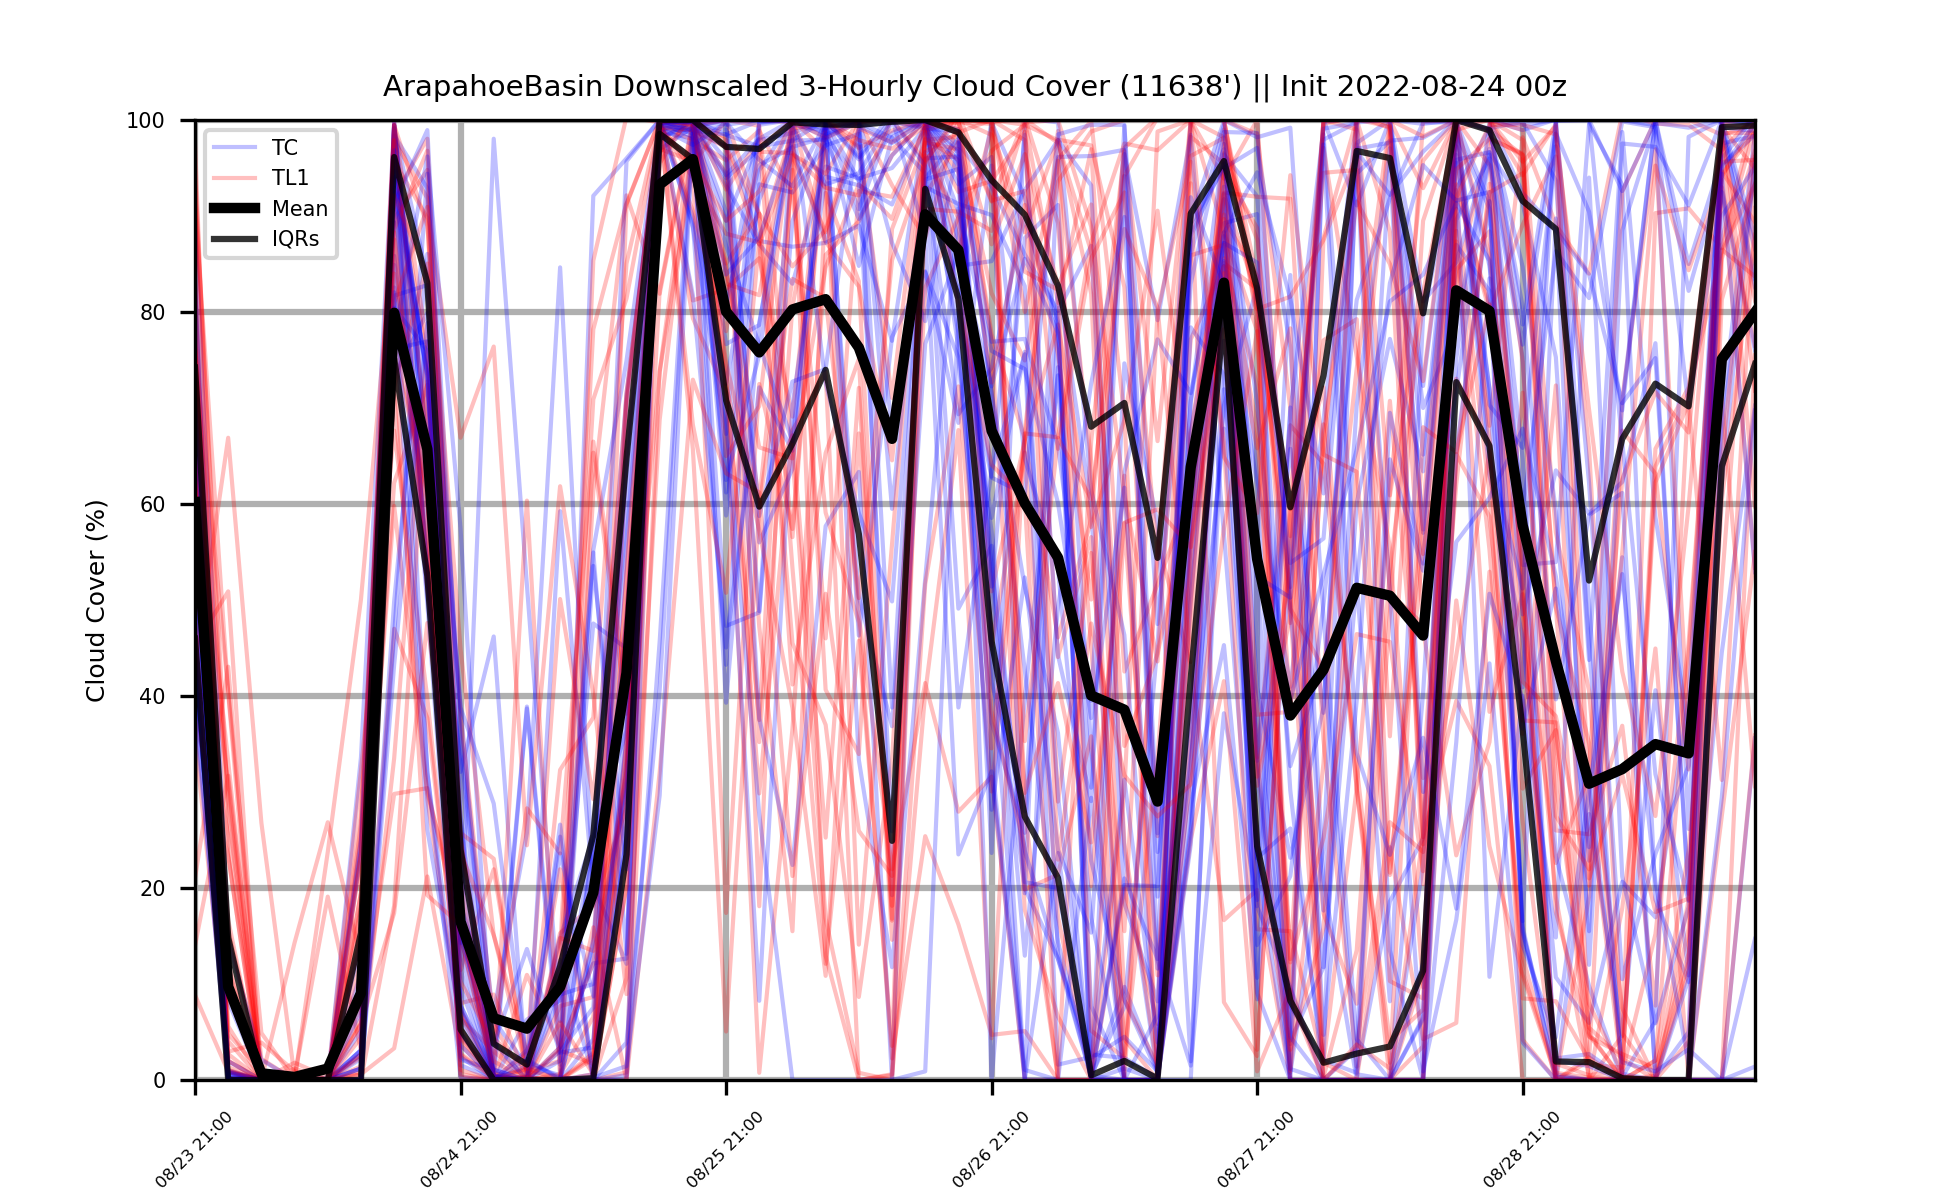 ArapahoeBasin Downscaled 3-Hourly Cloud Cover (11638') || Init 2022-08-24 00z
100
80
60
40
20
0
Cloud Cover (%)
TC
TL1
Mean
IQRs
08/23 21:00
08/24 21:00
08/25 21:00
08/26 21:00
08/27 21:00
08/28 21:00